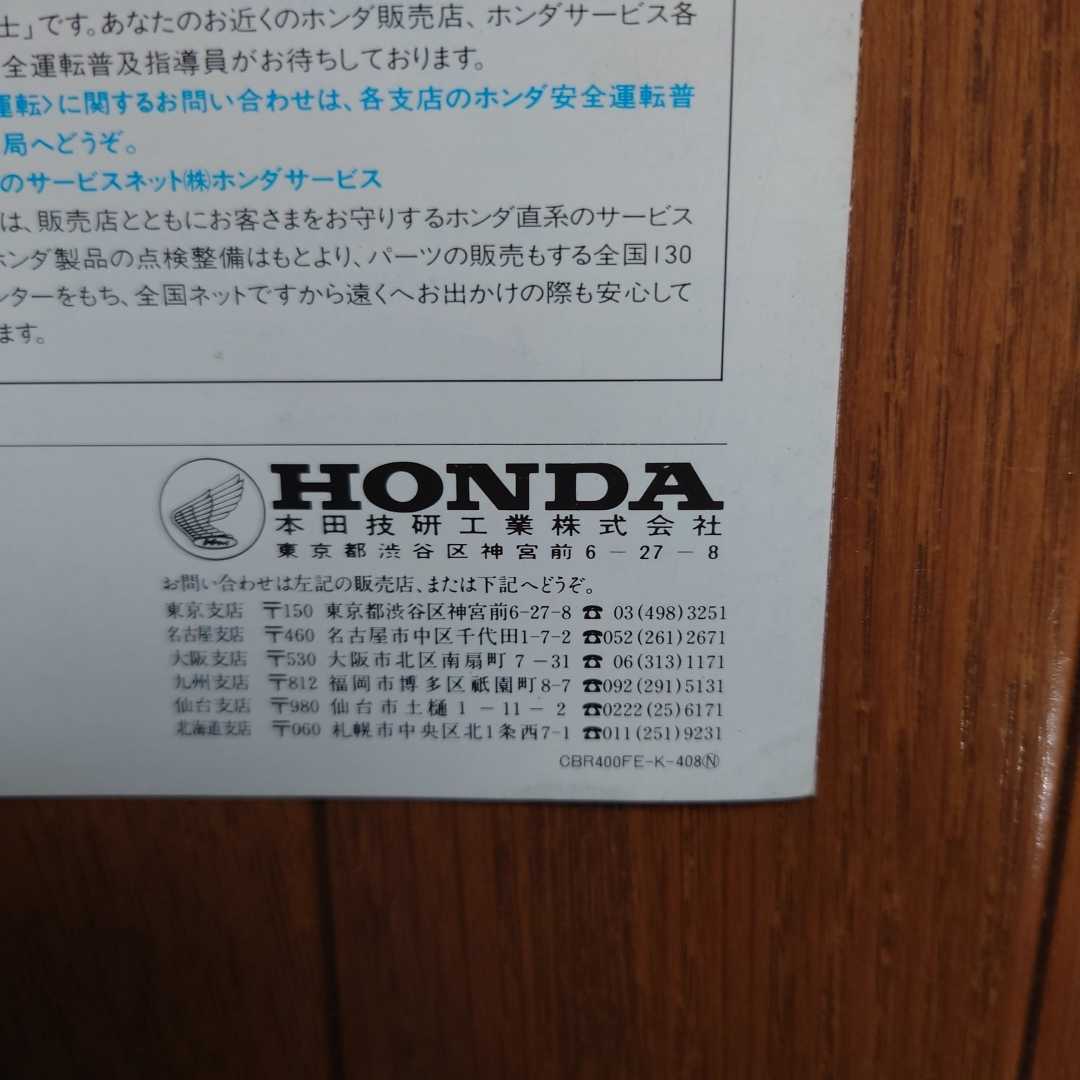 士」です。あなたのお近くのホンダ販売店、ホンダサービス各
全運転普及指導員がお待ちしております。
運転〉に関するお問い合わせは、各支店のホンダ安全運転普
局へどうぞ。
のサービスネット㈱ホンダサービス
は、販売店とともにお客さまをお守りするホンダ直系のサービス
ホンダ製品の点検整備はもとより、パーツの販売もする全国130
ンターをもち、全国ネットですから遠くへお出かけの際も安心して
ます。
HONDA
本田技研工業株式会社
東京都渋谷区神宮前6-27-8
お問い合わせは左記の販売店、または下記へどうぞ。
東京支店 〒150 東京都渋谷区神宮前6-27-8 ☎ 03(498)3251
名古屋支店 〒460 名古屋市中区千代田1-7-2 ☎052(261)2671
大阪支店 〒530 大阪市北区南扇町7-31 ☎ 06(313)1171
九州支店 〒812 福岡市博多区祇園町8-7 ☎092(291)5131
仙台支店 〒980 仙台市土樋1-11-2 ☎0222(25)6171
北海道支店 〒060 札幌市中央区北1条西7-1 ☎011(251)9231
CBR400FE-K-408Ⓝ